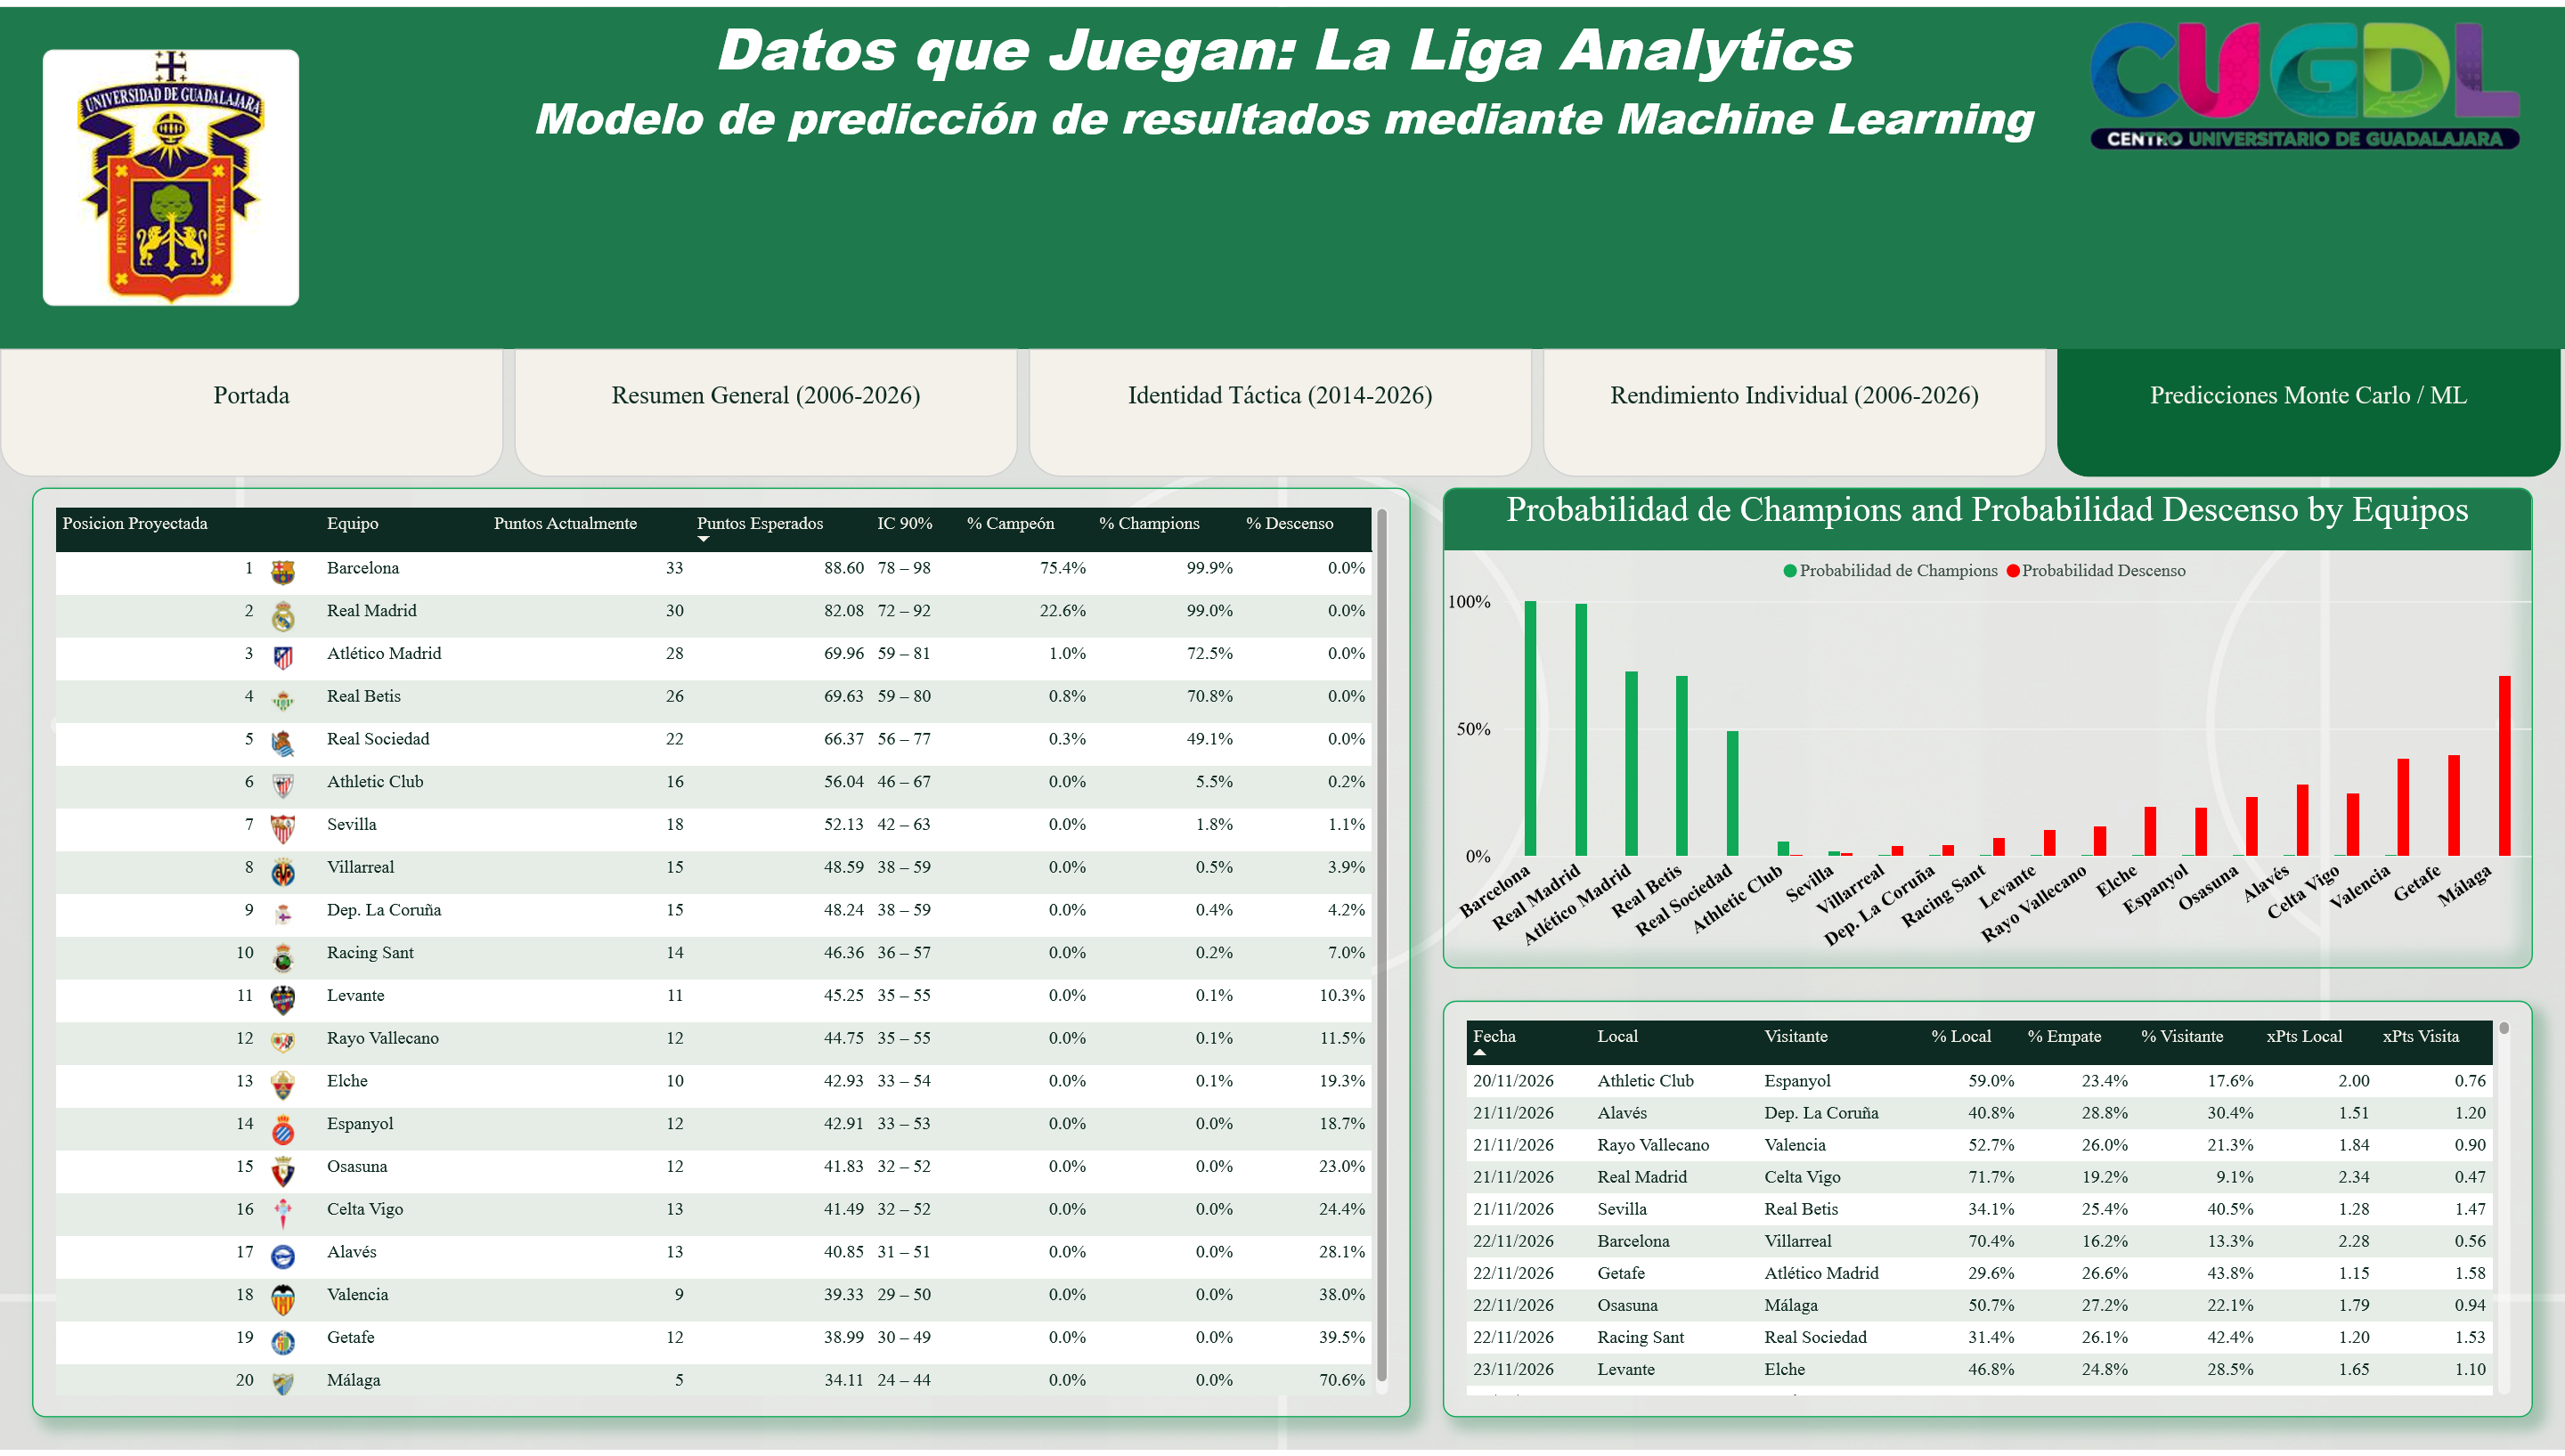 Datos que Juegan: La Liga Analytics
Modelo de predicción de resultados mediante Machine Learning
UNIVERSIDAD DE GUADALAJARA
PIENSA Y
TRABAJA
CUGDL
CENTRO UNIVERSITARIO DE GUADALAJARA
Portada
Resumen General (2006-2026)
Identidad Táctica (2014-2026)
Rendimiento Individual (2006-2026)
Predicciones Monte Carlo / ML
Posicion Proyectada Equipo Puntos Actualmente Puntos Esperados IC 90% % Campeón % Champions % Descenso
1 Barcelona 33 88.60 78 – 98 75.4% 99.9% 0.0%
2 Real Madrid 30 82.08 72 – 92 22.6% 99.0% 0.0%
3 Atlético Madrid 28 69.96 59 – 81 1.0% 72.5% 0.0%
4 Real Betis 26 69.63 59 – 80 0.8% 70.8% 0.0%
5 Real Sociedad 22 66.37 56 – 77 0.3% 49.1% 0.0%
6 Athletic Club 16 56.04 46 – 67 0.0% 5.5% 0.2%
7 Sevilla 18 52.13 42 – 63 0.0% 1.8% 1.1%
8 Villarreal 15 48.59 38 – 59 0.0% 0.5% 3.9%
9 Dep. La Coruña 15 48.24 38 – 59 0.0% 0.4% 4.2%
10 Racing Sant 14 46.36 36 – 57 0.0% 0.2% 7.0%
11 Levante 11 45.25 35 – 55 0.0% 0.1% 10.3%
12 Rayo Vallecano 12 44.75 35 – 55 0.0% 0.1% 11.5%
13 Elche 10 42.93 33 – 54 0.0% 0.1% 19.3%
14 Espanyol 12 42.91 33 – 53 0.0% 0.0% 18.7%
15 Osasuna 12 41.83 32 – 52 0.0% 0.0% 23.0%
16 Celta Vigo 13 41.49 32 – 52 0.0% 0.0% 24.4%
17 Alavés 13 40.85 31 – 51 0.0% 0.0% 28.1%
18 Valencia 9 39.33 29 – 50 0.0% 0.0% 38.0%
19 Getafe 12 38.99 30 – 49 0.0% 0.0% 39.5%
20 Málaga 5 34.11 24 – 44 0.0% 0.0% 70.6%
Probabilidad de Champions and Probabilidad Descenso by Equipos
Probabilidad de Champions Probabilidad Descenso
100%
50%
0%
Barcelona
Real Madrid
Atlético Madrid
Real Betis
Real Sociedad
Athletic Club
Sevilla
Villarreal
Dep. La Coruña
Racing Sant
Levante
Rayo Vallecano
Elche
Espanyol
Osasuna
Alavés
Celta Vigo
Valencia
Getafe
Málaga
Fecha Local Visitante % Local % Empate % Visitante xPts Local xPts Visita
20/11/2026 Athletic Club Espanyol 59.0% 23.4% 17.6% 2.00 0.76
21/11/2026 Alavés Dep. La Coruña 40.8% 28.8% 30.4% 1.51 1.20
21/11/2026 Rayo Vallecano Valencia 52.7% 26.0% 21.3% 1.84 0.90
21/11/2026 Real Madrid Celta Vigo 71.7% 19.2% 9.1% 2.34 0.47
21/11/2026 Sevilla Real Betis 34.1% 25.4% 40.5% 1.28 1.47
22/11/2026 Barcelona Villarreal 70.4% 16.2% 13.3% 2.28 0.56
22/11/2026 Getafe Atlético Madrid 29.6% 26.6% 43.8% 1.15 1.58
22/11/2026 Osasuna Málaga 50.7% 27.2% 22.1% 1.79 0.94
22/11/2026 Racing Sant Real Sociedad 31.4% 26.1% 42.4% 1.20 1.53
23/11/2026 Levante Elche 46.8% 24.8% 28.5% 1.65 1.10